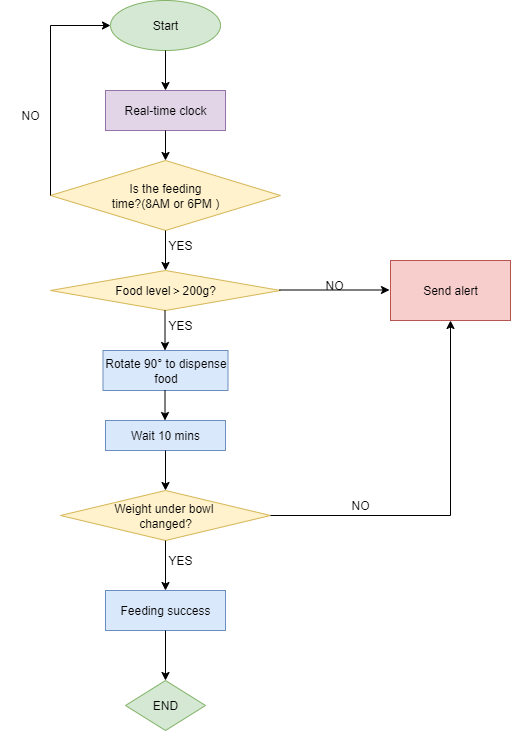 Start
NO
Real-time clock
Is the feeding
time?(8AM or 6PM )
YES
Food level > 200g?
NO
Send alert
YES
Rotate 90° to dispense
food
Wait 10 mins
Weight under bowl
changed?
NO
YES
Feeding success
END